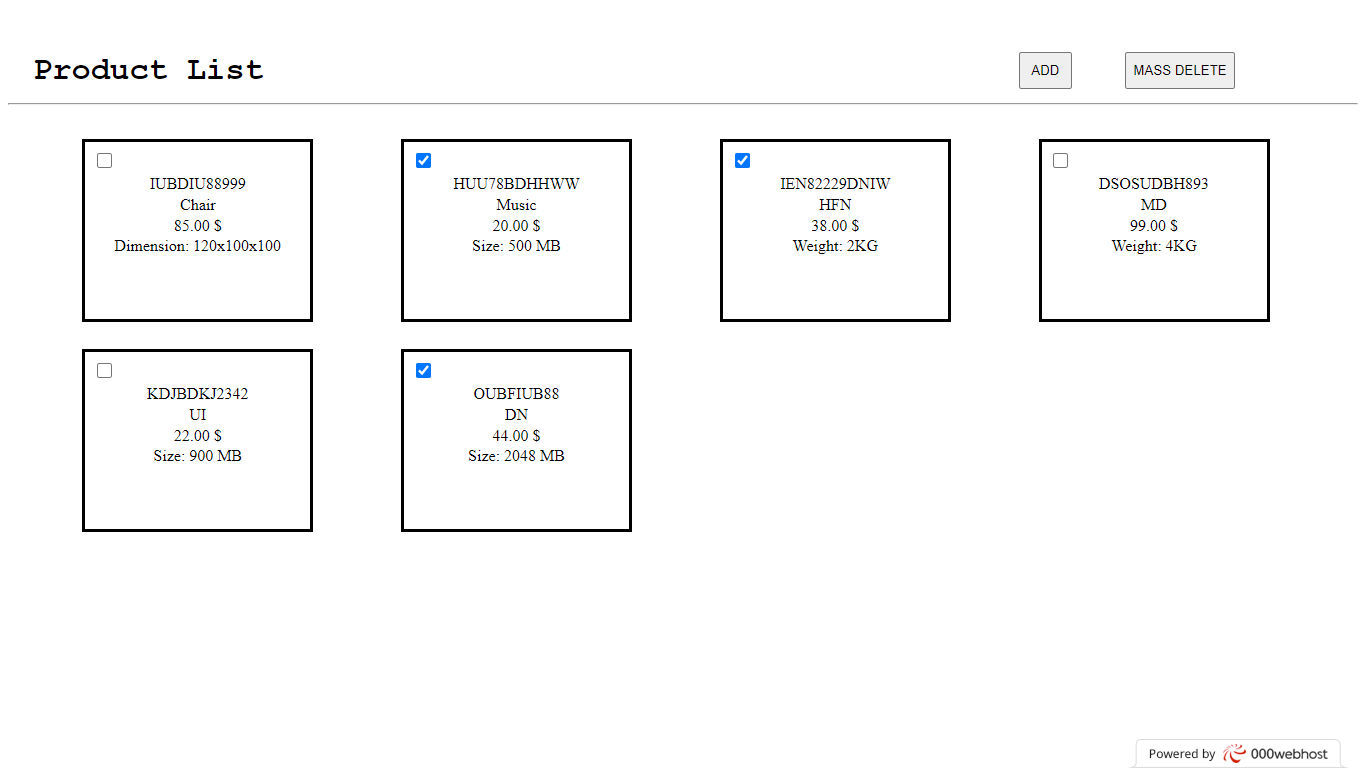 Product List
ADD
MASS DELETE
IUBDIU88999
Chair
85.00 $
Dimension: 120x100x100
HUU78BDHHWW
Music
20.00 $
Size: 500 MB
IEN82229DNIW
HFN
38.00 $
Weight: 2KG
DSOSUDBH893
MD
99.00 $
Weight: 4KG
KDJBDKJ2342
UI
22.00 $
Size: 900 MB
OUBFIUB88
DN
44.00 $
Size: 2048 MB
Powered by 000webhost